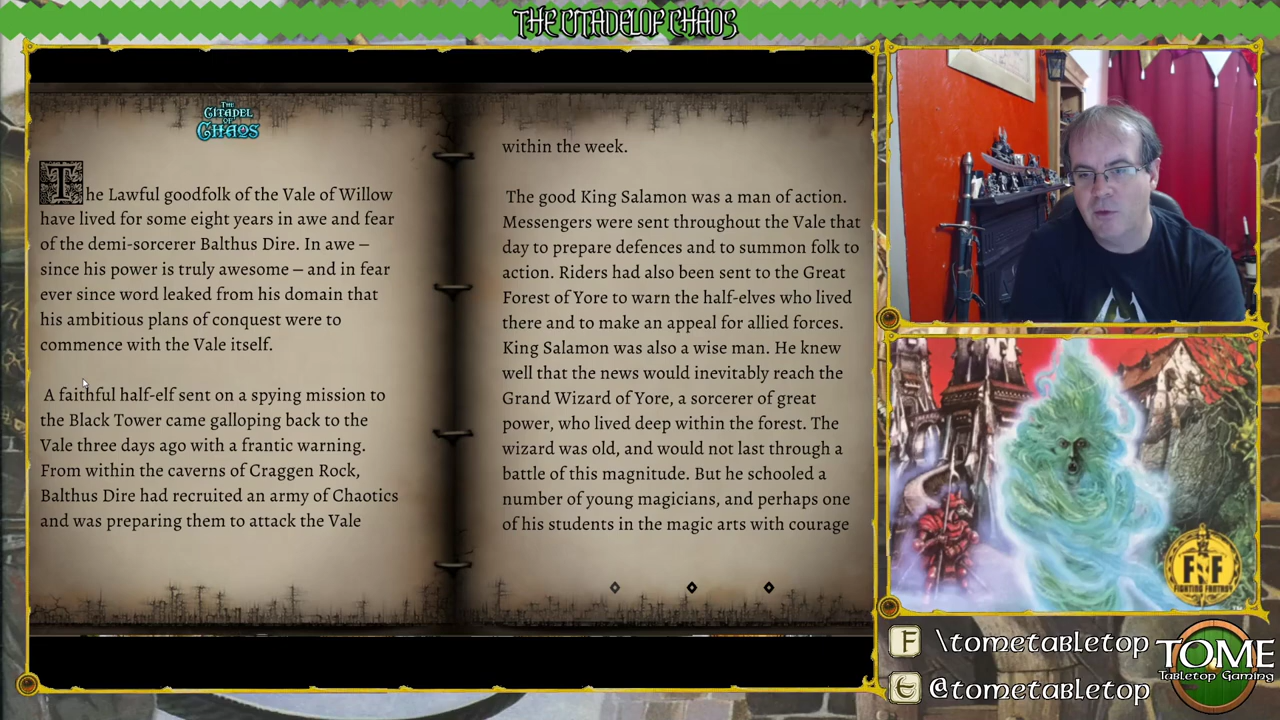 THE CITADEL OF CHAOS
THE
CITADEL
OF
CHAOS
The Lawful goodfolk of the Vale of Willow
have lived for some eight years in awe and fear
of the demi-sorcerer Balthus Dire. In awe –
since his power is truly awesome – and in fear
ever since word leaked from his domain that
his ambitious plans of conquest were to
commence with the Vale itself.
A faithful half-elf sent on a spying mission to
the Black Tower came galloping back to the
Vale three days ago with a frantic warning.
From within the caverns of Craggen Rock,
Balthus Dire had recruited an army of Chaotics
and was preparing them to attack the Vale
within the week.
The good King Salamon was a man of action.
Messengers were sent throughout the Vale that
day to prepare defences and to summon folk to
action. Riders had also been sent to the Great
Forest of Yore to warn the half-elves who lived
there and to make an appeal for allied forces.
King Salamon was also a wise man. He knew
well that the news would inevitably reach the
Grand Wizard of Yore, a sorcerer of great
power, who lived deep within the forest. The
wizard was old, and would not last through a
battle of this magnitude. But he schooled a
number of young magicians, and perhaps one
of his students in the magic arts with courage
FF
FIGHTING FANTASY
TM
F \tometabletop
@tometabletop
TOME
Tabletop Gaming